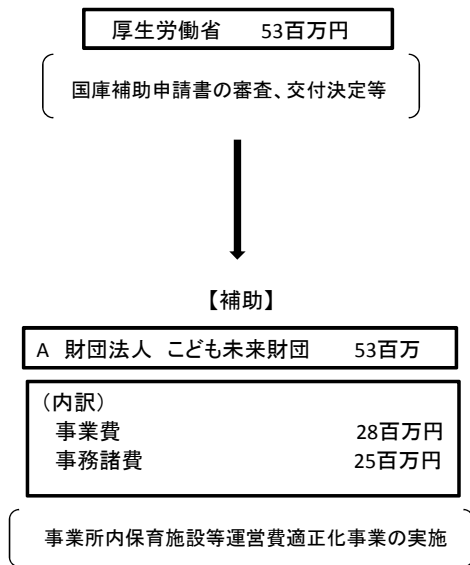 厚生労働省　53百万円
国庫補助申請書の審査、交付決定等
【補助】
A　財団法人　こども未来財団　53百万
（内訳）
事業費　28百万円
事務諸費　25百万円
事業所内保育施設等運営費適正化事業の実施